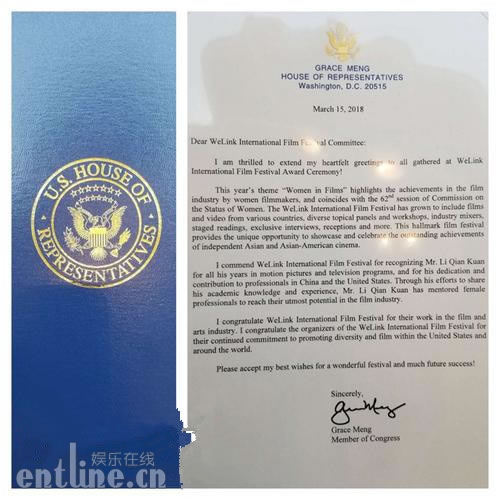 U.S. HOUSE OF
REPRESENTATIVES
GRACE MENG
HOUSE OF REPRESENTATIVES
Washington, D.C. 20515
March 15, 2018
Dear WeLink International Film Festival Committee:
I am thrilled to extend my heartfelt greetings to all gathered at WeLink
International Film Festival Award Ceremony!
This year's theme “Women in Films” highlights the achievements in the film
industry by women filmmakers, and coincides with the 62nd session of Commission on
the Status of Women. The WeLink International Film Festival has grown to include films
and video from various countries, diverse topical panels and workshops, industry mixers,
staged readings, exclusive interviews, receptions and more. This hallmark film festival
provides the unique opportunity to showcase and celebrate the outstanding achievements
of independent Asian and Asian-American cinema.
I commend WeLink International Film Festival for recognizing Mr. Li Qian Kuan
for all his years in motion pictures and television programs, and for his dedication and
contribution to professionals in China and the United States. Through his efforts to share
his academic knowledge and experience, Mr. Li Qian Kuan has mentored female
professionals to reach their utmost potential in the film industry.
I congratulate WeLink International Film Festival for their work in the film and
arts industry. I congratulate the organizers of the WeLink International Film Festival for
their continued commitment to promoting diversity and film within the United States and
around the world.
Please accept my best wishes for a wonderful festival and much future success!
Sincerely,
Grace Meng
Grace Meng
Member of Congress
娱乐在线
entline.cn